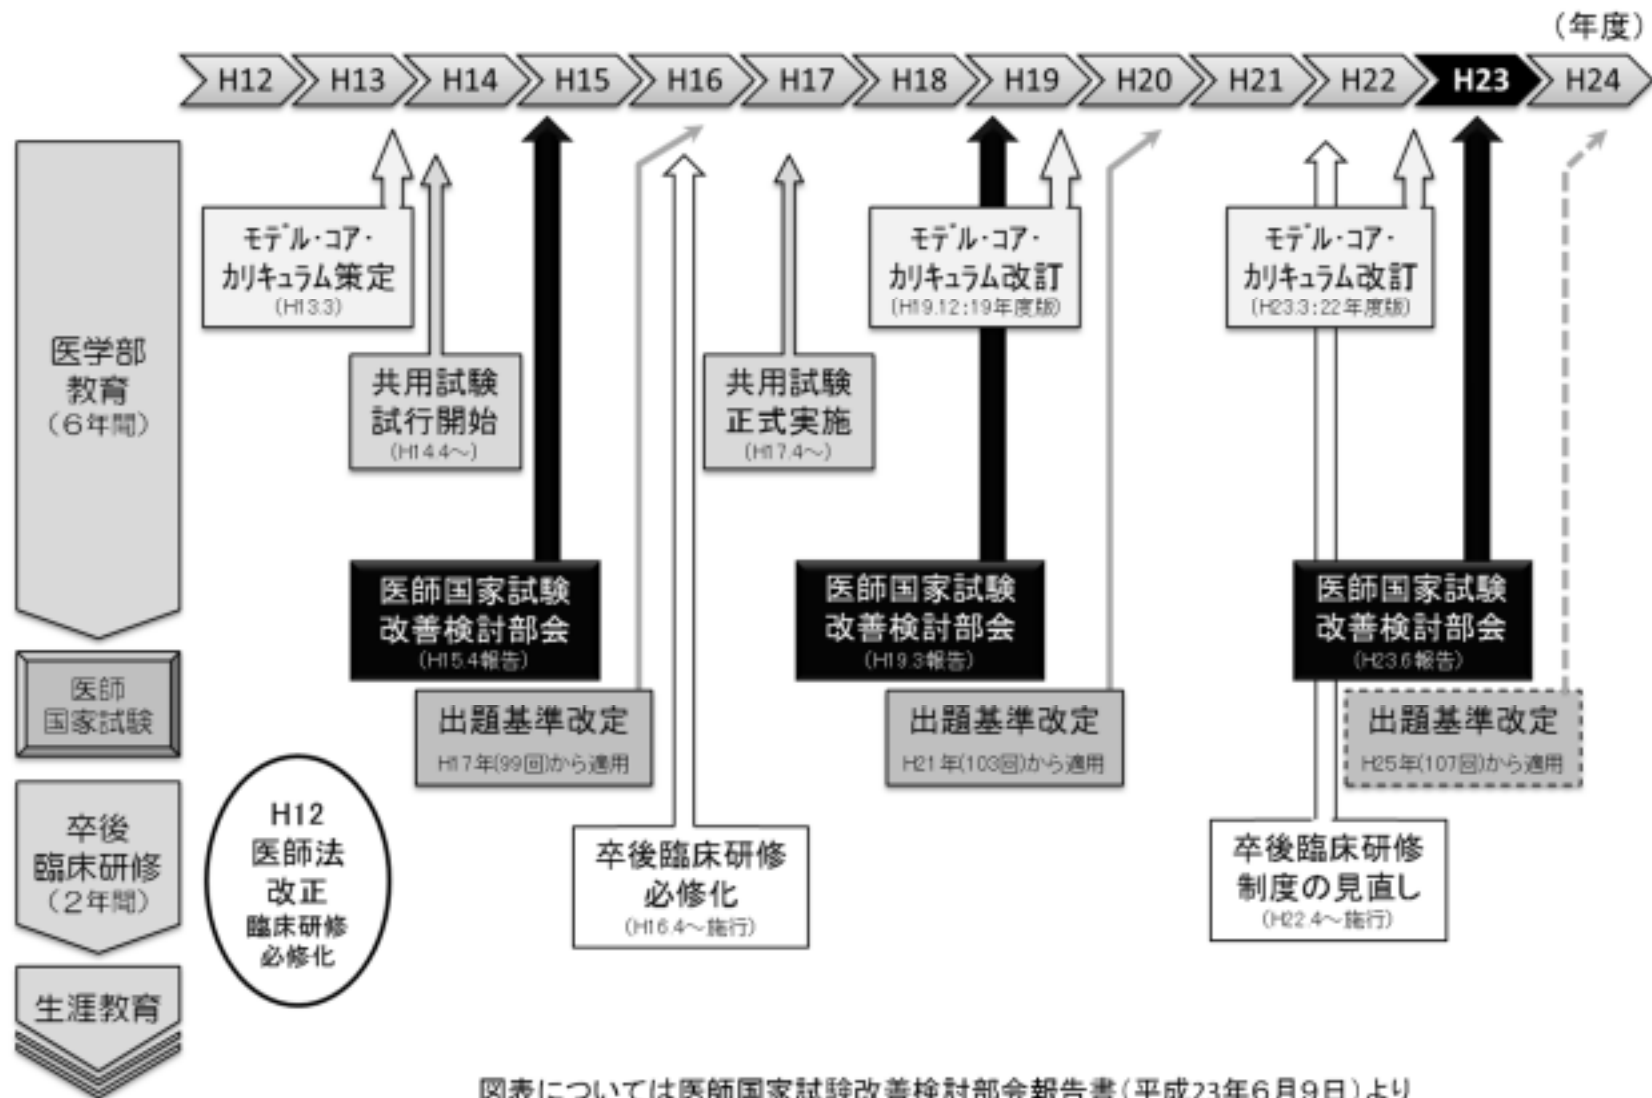 (年度)
H12
H13
H14
H15
H16
H17
H18
H19
H20
H21
H22
H23
H24
医学部
教育
(6年間)
医師
国家試験
卒後
臨床研修
(2年間)
生涯教育
モデル・コア・
カリキュラム策定
(H13.3)
モデル・コア・
カリキュラム改訂
(H19.12:19年度版)
モデル・コア・
カリキュラム改訂
(H23.3:22年度版)
共用試験
試行開始
(H14.4～)
共用試験
正式実施
(H17.4～)
医師国家試験
改善検討部会
(H15.4報告)
医師国家試験
改善検討部会
(H19.3報告)
医師国家試験
改善検討部会
(H23.6報告)
出題基準改定
H17年(99回)から適用
出題基準改定
H21年(103回)から適用
出題基準改定
H25年(107回)から適用
H12
医師法
改正
臨床研修
必修化
卒後臨床研修
必修化
(H16.4～施行)
卒後臨床研修
制度の見直し
(H22.4～施行)
図表については医師国家試験改善検討部会報告書(平成23年6月9日)より